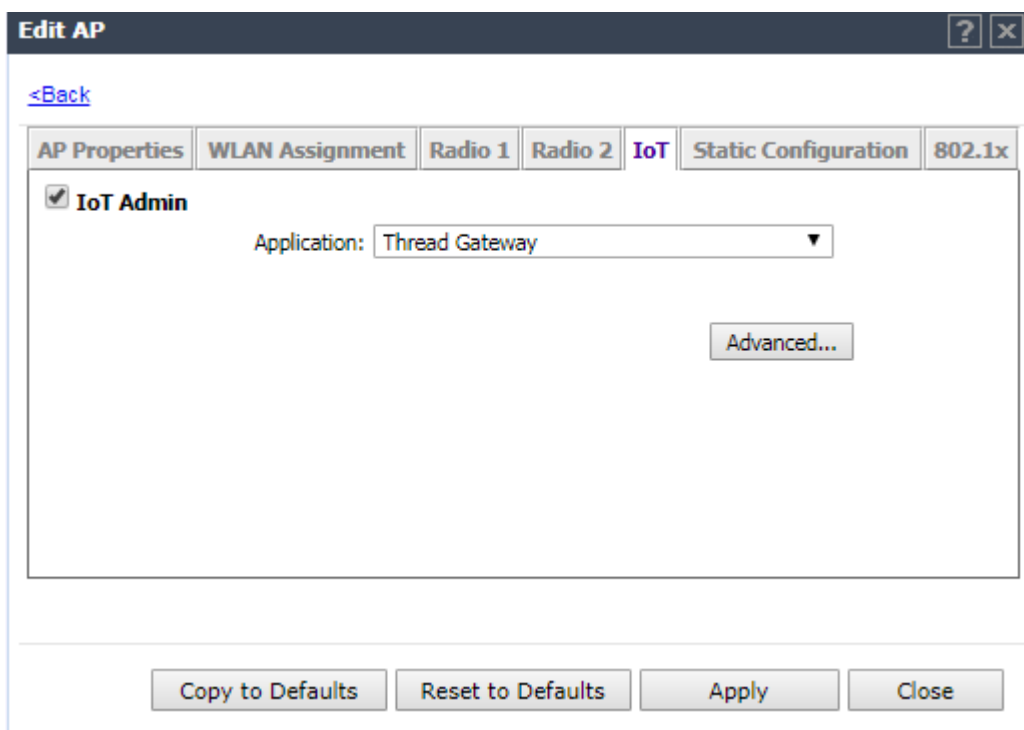 Edit AP ? x
<Back
AP Properties WLAN Assignment Radio 1 Radio 2 IoT Static Configuration 802.1x
IoT Admin
Application: Thread Gateway
Advanced...
Copy to Defaults Reset to Defaults Apply Close